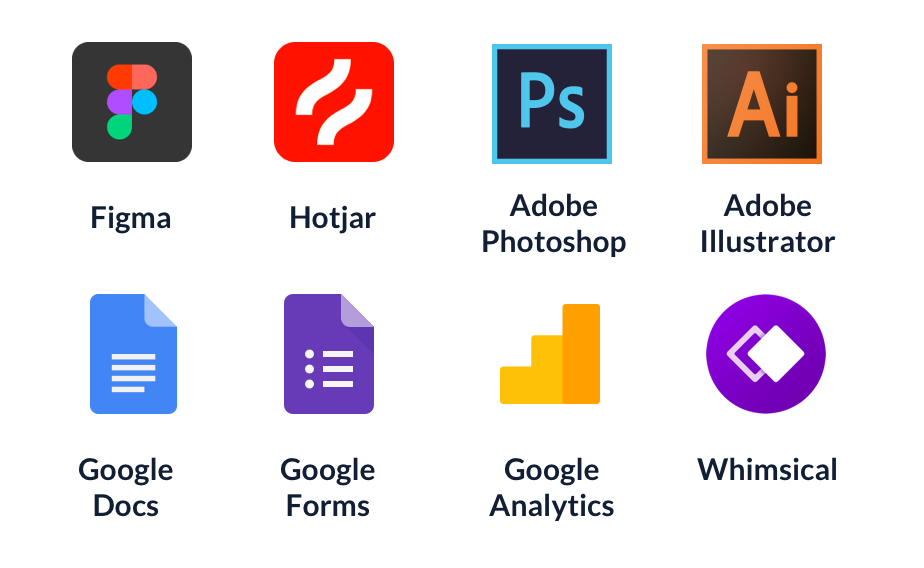 Ps
Ai
Figma
Hotjar
Adobe
Photoshop
Adobe
Illustrator
Google
Docs
Google
Forms
Google
Analytics
Whimsical